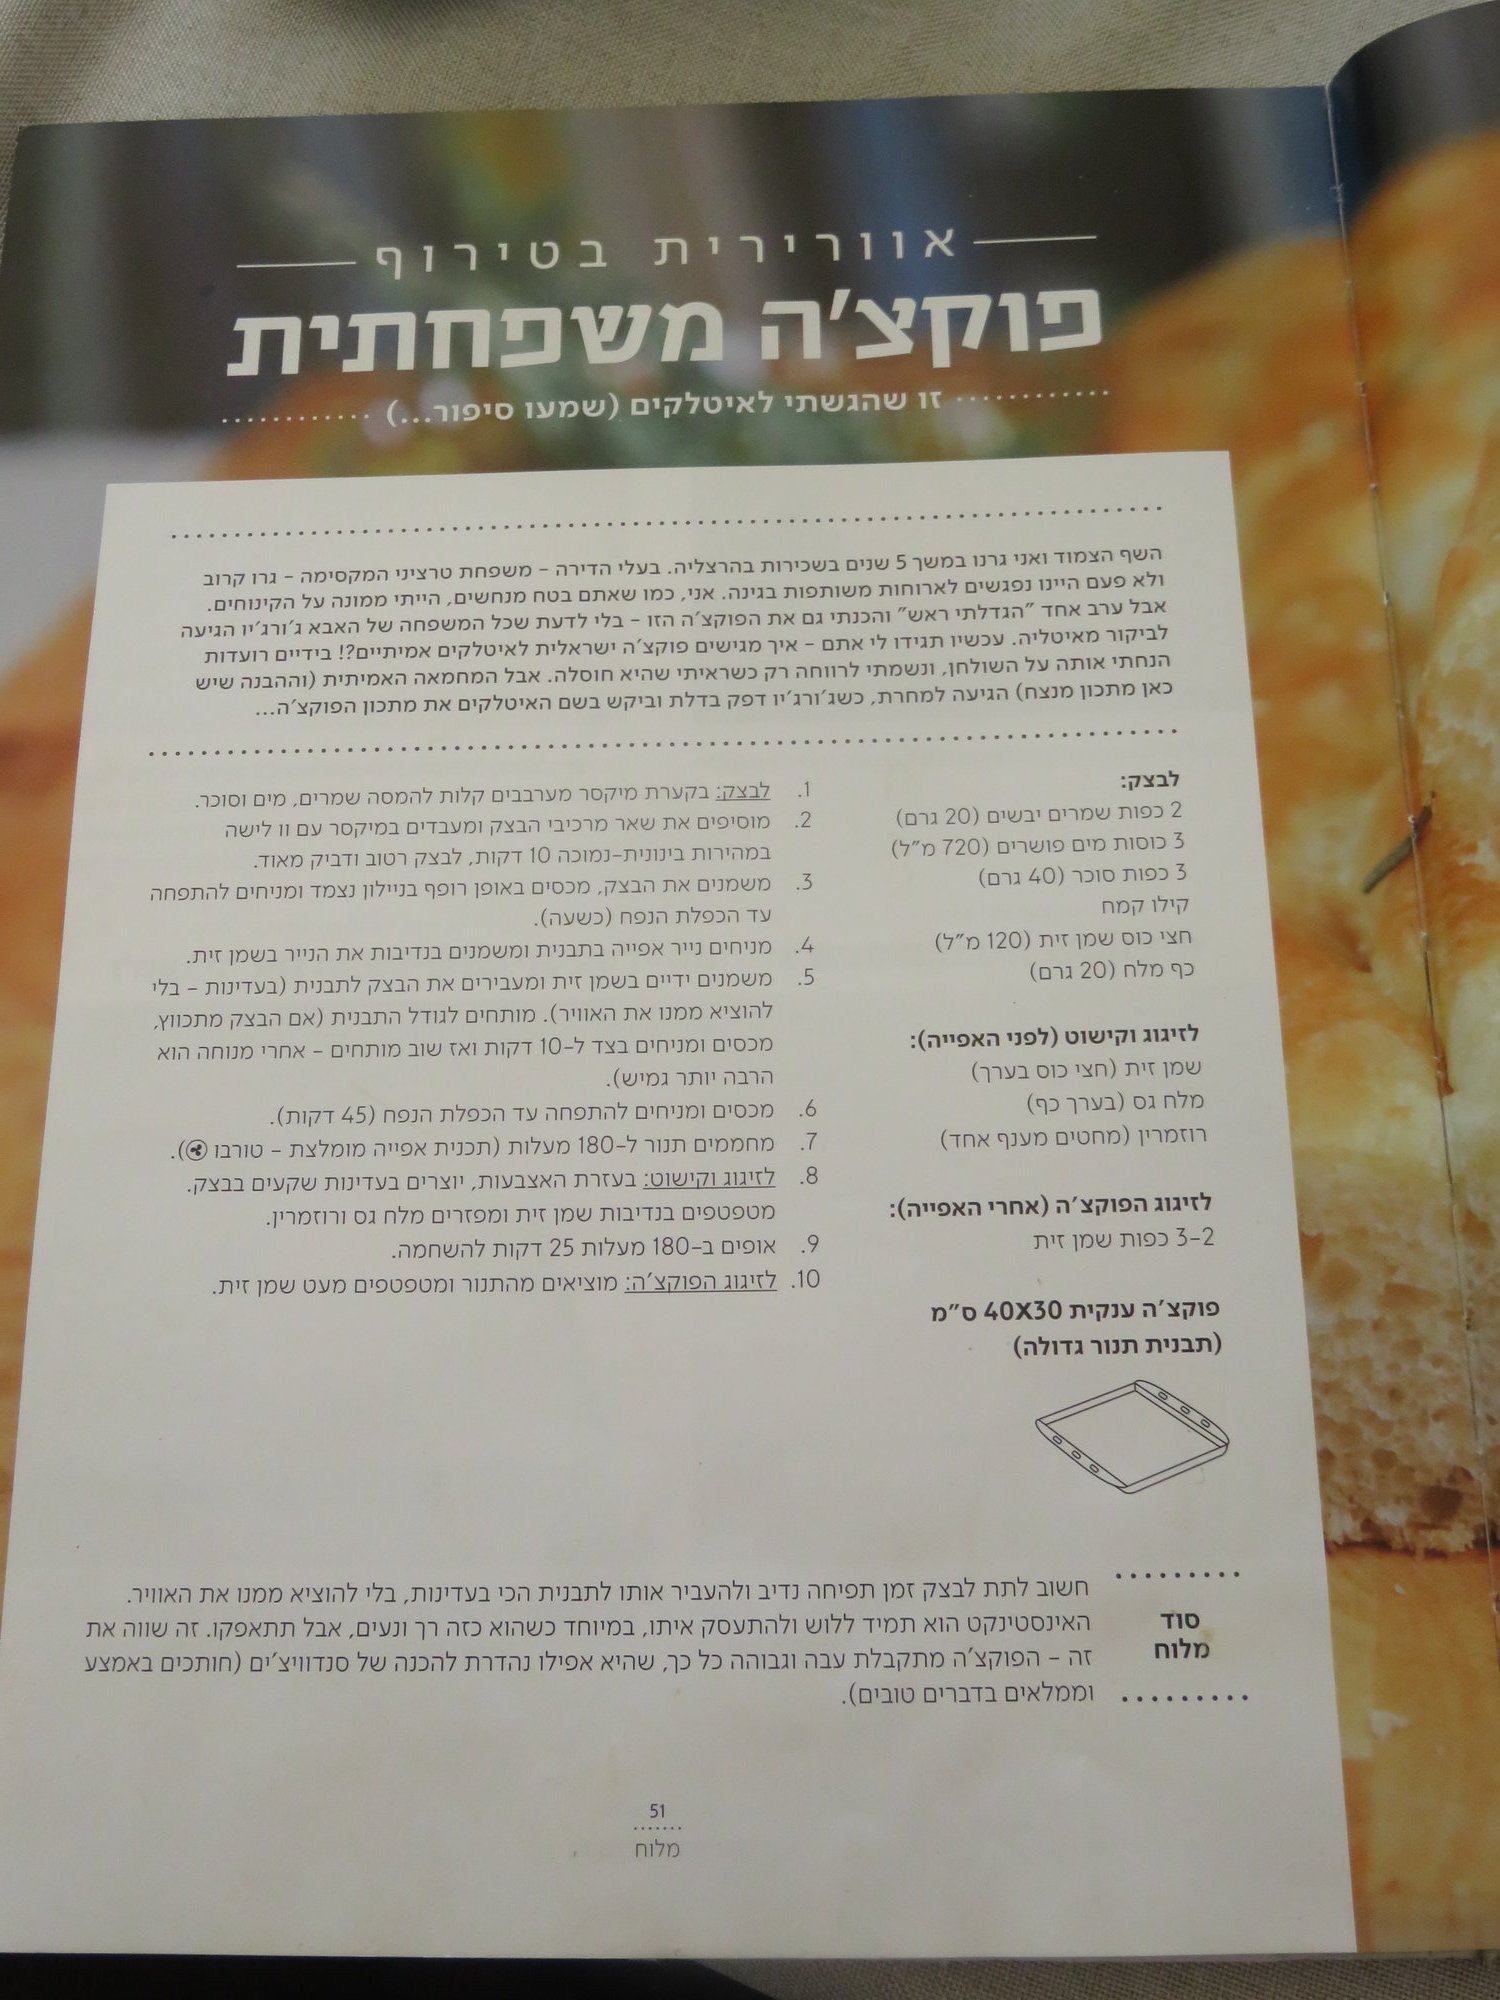 אוורירית בטירוף
פוקצ'ה משפחתית
זו שהגשתי לאיטלקים (שמעו סיפור...)
השף הצמוד ואני גרנו במשך 5 שנים בשכירות בהרצליה. בעלי הדירה – משפחת טרציני המקסימה – גרו קרוב
ולא פעם היינו נפגשים לארוחות משותפות בגינה. אני, כמו שאתם בטח מנחשים, הייתי ממונה על הקינוחים.
אבל ערב אחד "הגדלתי ראש" והכנתי גם את הפוקצ'ה הזו – בלי לדעת שכל המשפחה של האבא ג'ורג'יו הגיעה
לביקור מאיטליה. עכשיו תגידו לי אתם – איך מגישים פוקצ'ה ישראלית לאיטלקים אמיתיים?! בידיים רועדות
הנחתי אותה על השולחן, ונשמתי לרווחה רק כשראיתי שהיא חוסלה. אבל המחמאה האמיתית (וההבנה שיש
כאן מתכון מנצח) הגיעה למחרת, כשג'ורג'יו דפק בדלת וביקש בשם האיטלקים את מתכון הפוקצ'ה...
לבצק:
2 כפות שמרים יבשים (20 גרם)
3 כוסות מים פושרים (720 מ"ל)
3 כפות סוכר (40 גרם)
קילו קמח
חצי כוס שמן זית (120 מ"ל)
כף מלח (20 גרם)
לזיגוג וקישוט (לפני האפייה):
שמן זית (חצי כוס בערך)
מלח גס (בערך כף)
רוזמרין (מחטים מענף אחד)
לזיגוג הפוקצ'ה (אחרי האפייה):
3-2 כפות שמן זית
פוקצ'ה ענקית 40X30 ס"מ
(תבנית תנור גדולה)
1. לבצק: בקערת מיקסר מערבבים קלות להמסה שמרים, מים וסוכר.
2. מוסיפים את שאר מרכיבי הבצק ומעבדים במיקסר עם וו לישה
במהירות בינונית-נמוכה 10 דקות, לבצק רטוב ודביק מאוד.
3. משמנים את הבצק, מכסים באופן רופף בניילון נצמד ומניחים להתפחה
עד הכפלת הנפח (כשעה).
4. מניחים נייר אפייה בתבנית ומשמנים בנדיבות את הנייר בשמן זית.
5. משמנים ידיים בשמן זית ומעבירים את הבצק לתבנית (בעדינות – בלי
להוציא ממנו את האוויר). מותחים לגודל התבנית (אם הבצק מתכווץ,
מכסים ומניחים בצד ל-10 דקות ואז שוב מותחים – אחרי מנוחה הוא
הרבה יותר גמיש).
6. מכסים ומניחים להתפחה עד הכפלת הנפח (45 דקות).
7. מחממים תנור ל-180 מעלות (תכנית אפייה מומלצת – טורבו).
8. לזיגוג וקישוט: בעזרת האצבעות, יוצרים בעדינות שקעים בבצק.
מטפטפים בנדיבות שמן זית ומפזרים מלח גס ורוזמרין.
9. אופים ב-180 מעלות 25 דקות להשחמה.
10. לזיגוג הפוקצ'ה: מוציאים מהתנור ומטפטפים מעט שמן זית.
סוד
מלוח
חשוב לתת לבצק זמן תפיחה נדיב ולהעביר אותו לתבנית הכי בעדינות, בלי להוציא ממנו את האוויר.
האינסטינקט הוא תמיד ללוש ולהתעסק איתו, במיוחד כשהוא כזה רך ונעים, אבל תתאפקו. זה שווה את
זה – הפוקצ'ה מתקבלת עבה וגבוהה כל כך, שהיא אפילו נהדרת להכנה של סנדוויצ'ים (חותכים באמצע
וממלאים בדברים טובים).
51
מלוח